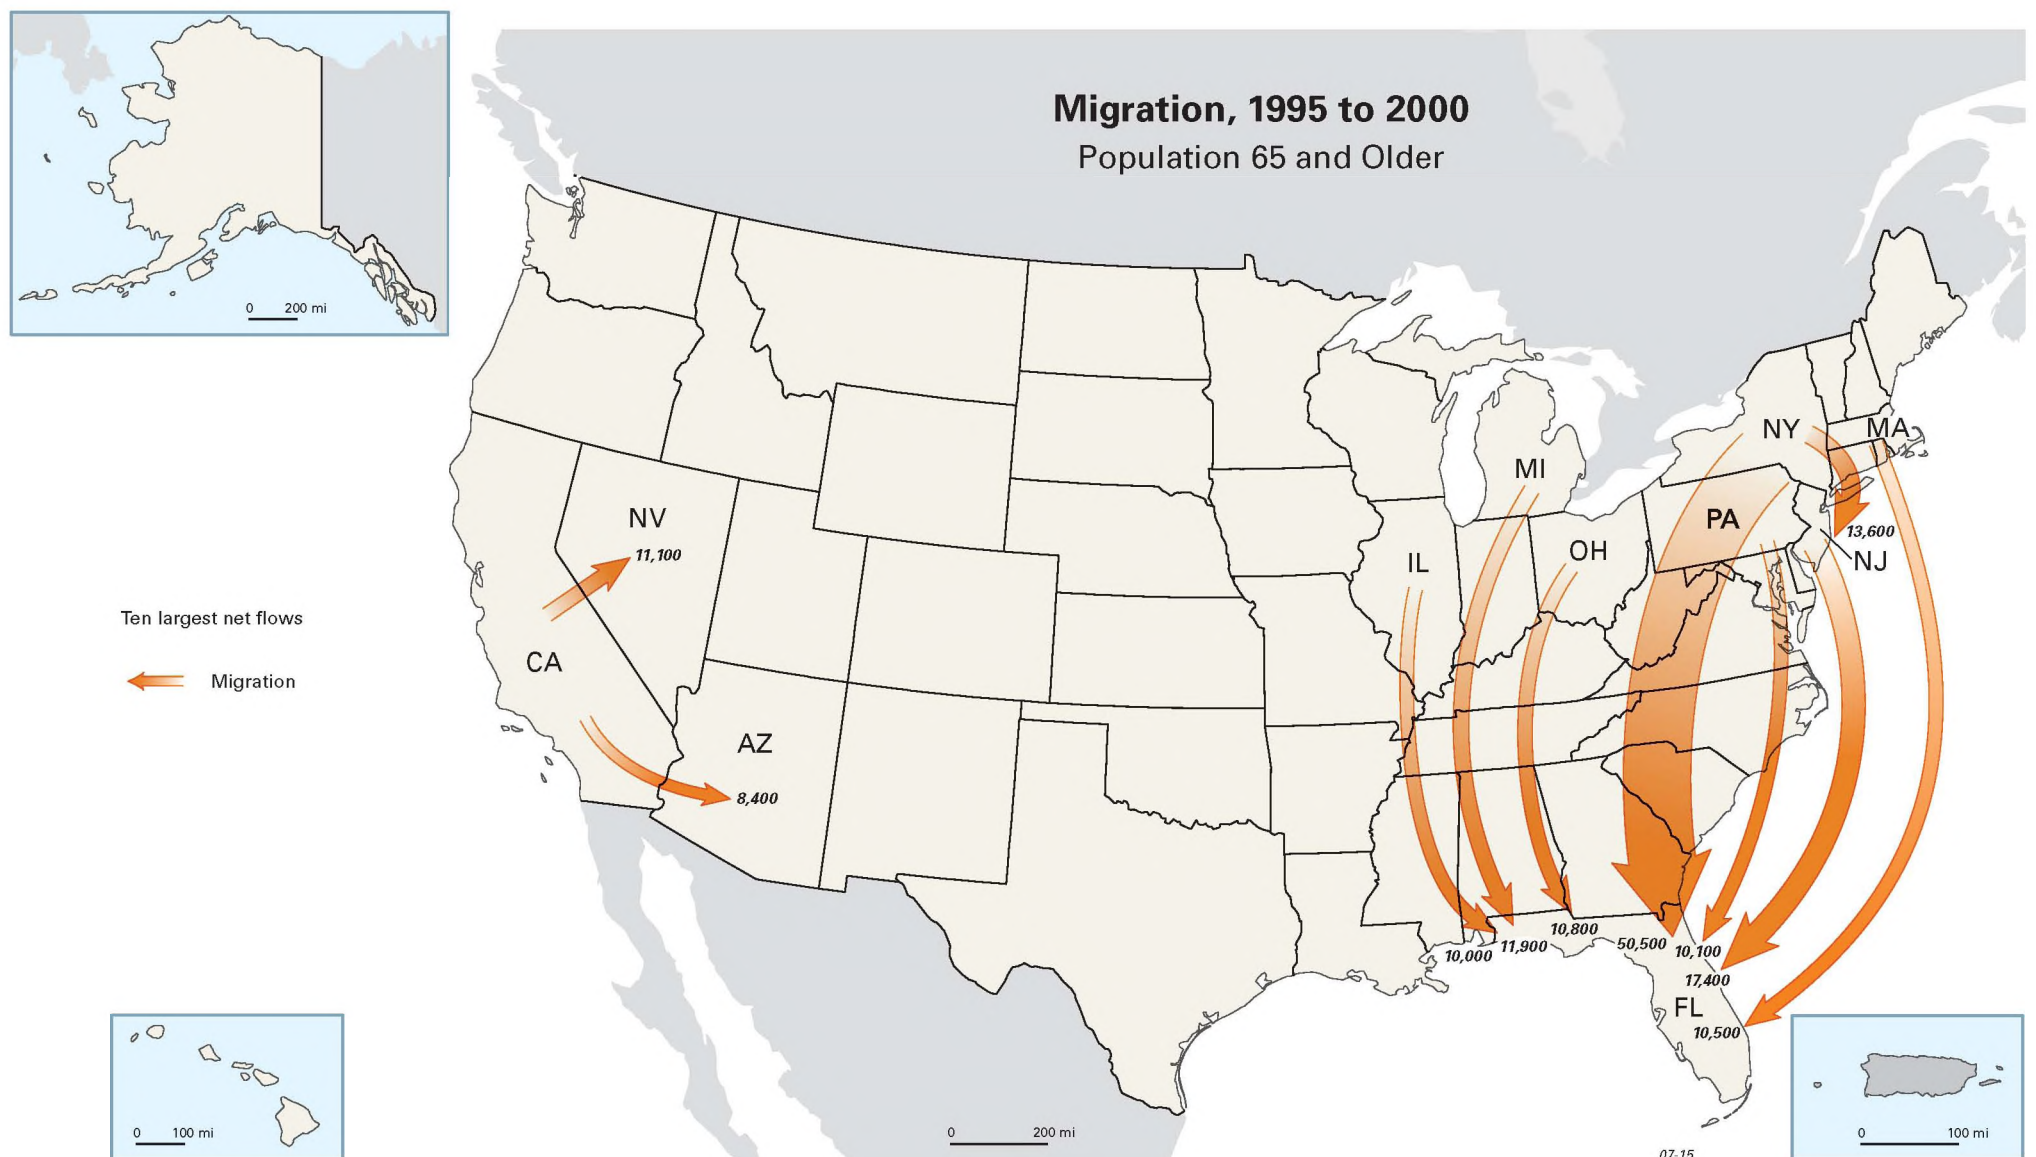 Migration, 1995 to 2000
Population 65 and Older
0 200 mi
NY
MA
MI
NV
PA
13,600
11,100
OH
NJ
IL
Ten largest net flows
CA
Migration
AZ
8,400
10,800
50,500
10,100
11,900
10,000
17,400
FL
10,500
0 100 mi
0 200 mi
0 100 mi
07-15